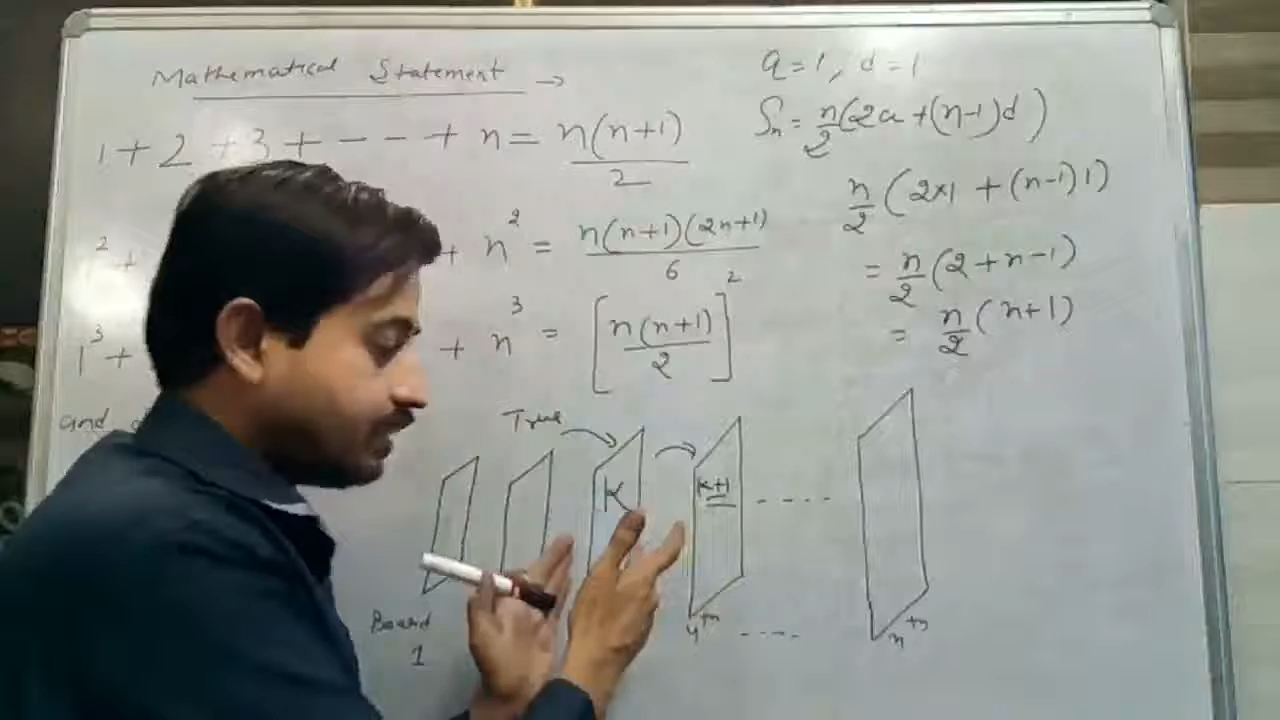 Mathematical Statement →
1 + 2 + 3 + - - - + n = n(n+1)/2
1² + + n² = n(n+1)(2n+1)/6
1³ + + n³ = [n(n+1)/2]²
and
a = 1, d = 1
Sn = n/2(2a + (n-1)d)
n/2 (2×1 + (n-1)1)
= n/2 (2 + n - 1)
= n/2 (n+1)
True
K
K+1
- - - -
Board
1
4th
- - - -
nth